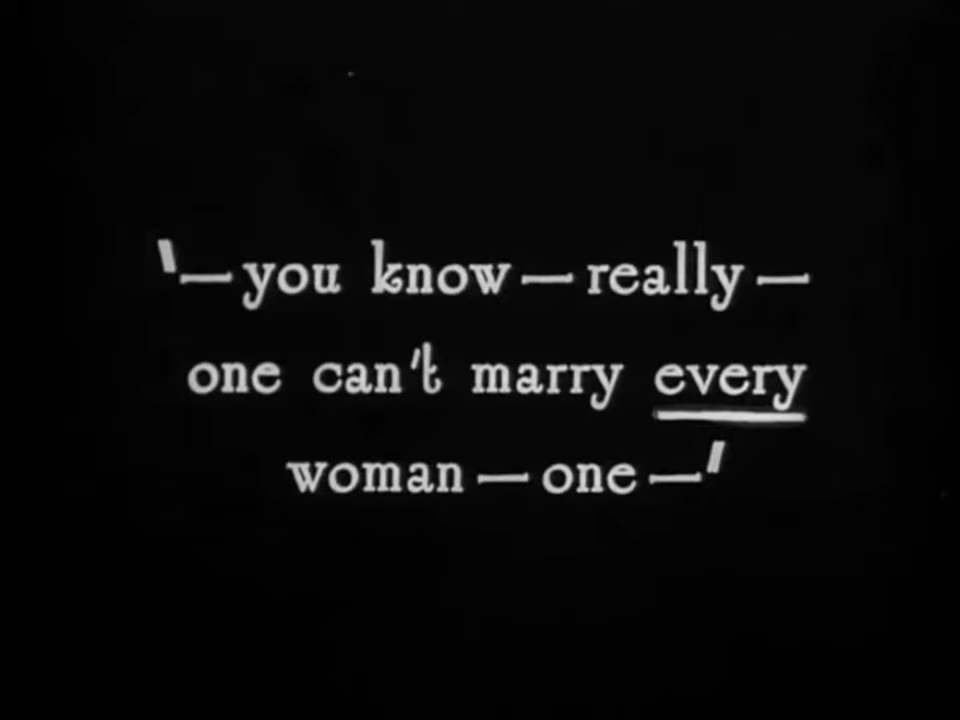 '—you know—really—
one can't marry every
woman—one—'